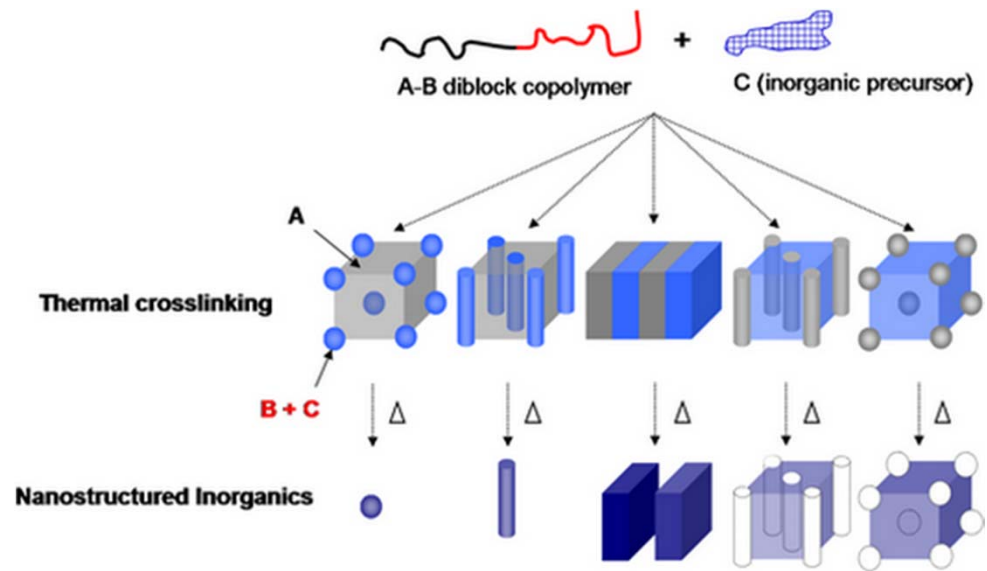 +
A-B diblock copolymer
C (inorganic precursor)
A
Thermal crosslinking
B + C
Δ Δ Δ Δ Δ
Nanostructured Inorganics